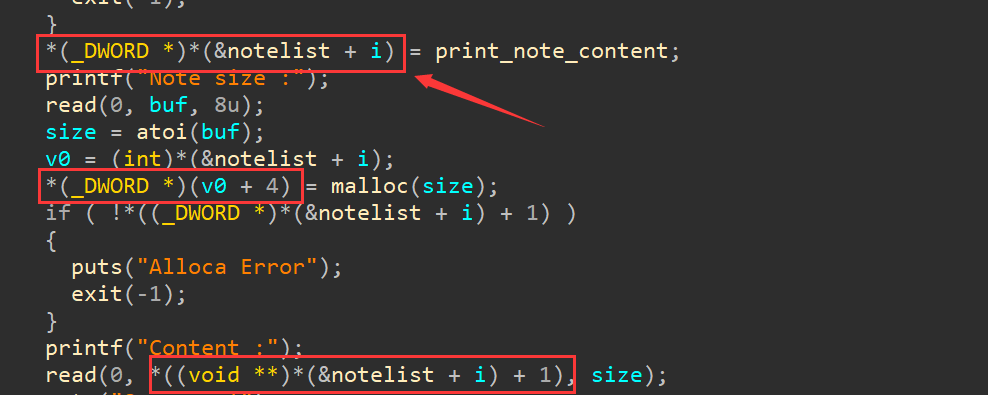 exit(-1);
}
*(_DWORD *)*(&notelist + i) = print_note_content;
printf("Note size :");
read(0, buf, 8u);
size = atoi(buf);
v0 = (int)*(&notelist + i);
*(_DWORD *)(v0 + 4) = malloc(size);
if ( !*((_DWORD *)*(&notelist + i) + 1) )
{
puts("Alloca Error");
exit(-1);
}
printf("Content :");
read(0, *((void **)*(&notelist + i) + 1), size);